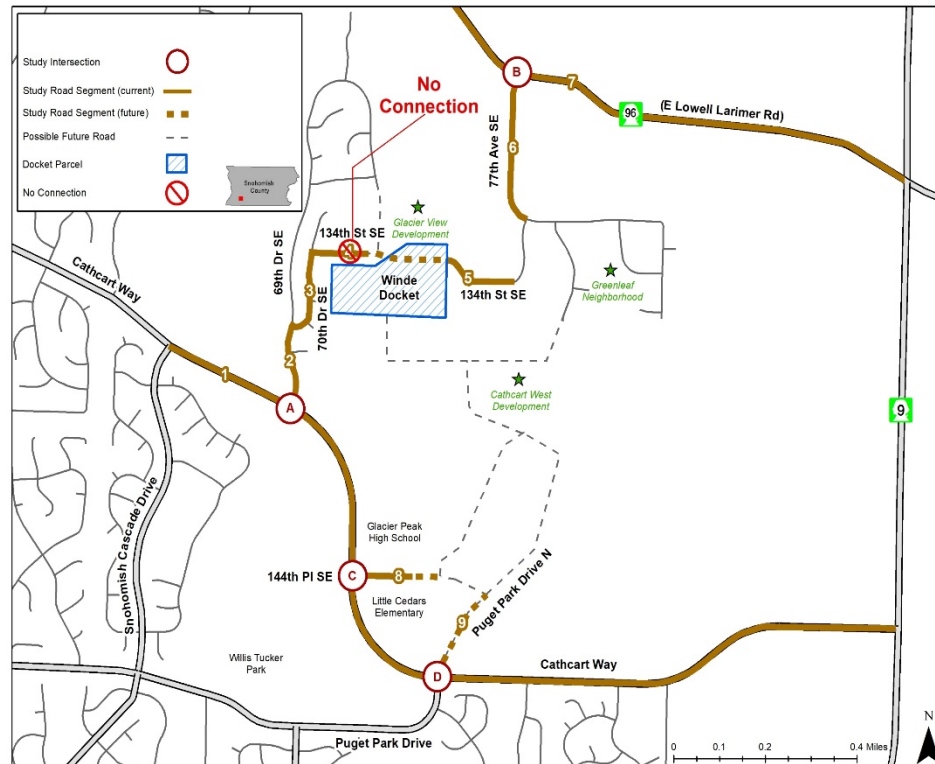 Study Intersection
Study Road Segment (current)
Study Road Segment (future)
Possible Future Road
Docket Parcel
No Connection
Snohomish
County
No
Connection
B
7
(E Lowell Larimer Rd)
96
77th Ave SE
6
Glacier View
Development
134th St SE
4
69th Dr SE
Cathcart Way
3
70th Dr SE
Winde
Docket
5
134th St SE
Greenleaf
Neighborhood
2
1
A
Cathcart West
Development
9
Snohomish Cascade Drive
Glacier Peak
High School
144th Pl SE
C
8
Little Cedars
Elementary
9
Puget Park Drive N
Willis Tucker
Park
D
Cathcart Way
Puget Park Drive
N
0 0.1 0.2 0.4 Miles